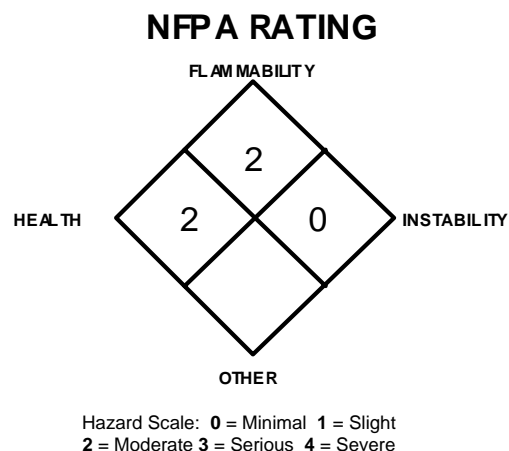 NFPA RATING
FLAMMABILITY
2
HEALTH 2 0 INSTABILITY
OTHER
Hazard Scale: 0 = Minimal 1 = Slight
2 = Moderate 3 = Serious 4 = Severe